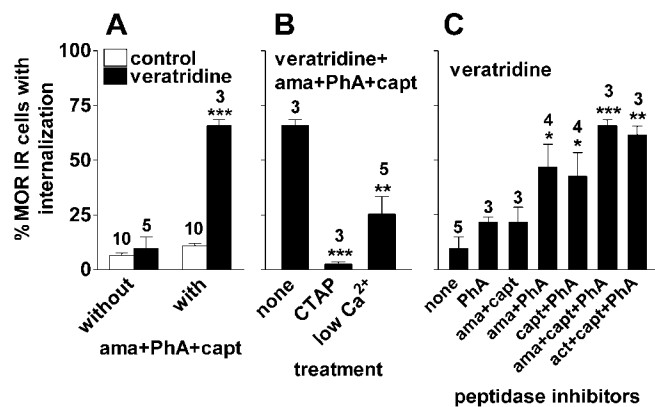 A
B
C
control
veratridine
veratridine+
ama+PhA+capt
veratridine
% MOR IR cells with
internalization
100
75
50
25
0
10
5
10
3
***
3
3
***
5
**
5
3
3
4
*
4
*
3
***
3
**
without
with
ama+PhA+capt
none
CTAP
low Ca²⁺
treatment
none
PhA
ama+capt
ama+PhA
capt+PhA
ama+capt+PhA
act+capt+PhA
peptidase inhibitors